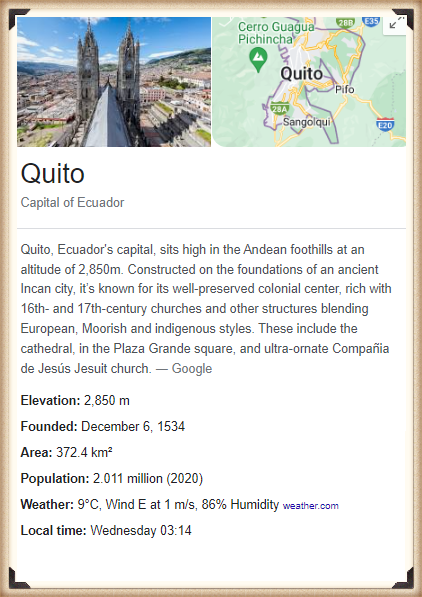 Cerro Guagua
Pichincha
28B
E35
Quito
Pifo
28A
Sangolqui
E20
Quito
Capital of Ecuador
Quito, Ecuador's capital, sits high in the Andean foothills at an
altitude of 2,850m. Constructed on the foundations of an ancient
Incan city, it's known for its well-preserved colonial center, rich with
16th- and 17th-century churches and other structures blending
European, Moorish and indigenous styles. These include the
cathedral, in the Plaza Grande square, and ultra-ornate Compañia
de Jesús Jesuit church. — Google
Elevation: 2,850 m
Founded: December 6, 1534
Area: 372.4 km²
Population: 2.011 million (2020)
Weather: 9°C, Wind E at 1 m/s, 86% Humidity weather.com
Local time: Wednesday 03:14